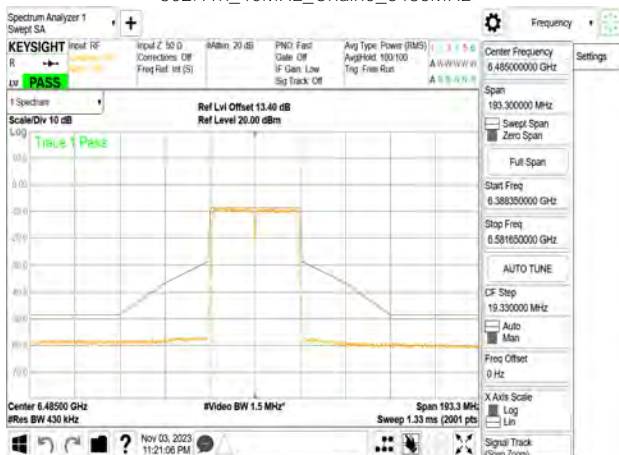 Spectrum Analyzer 1
Swept SA
+
Frequency
Settings
KEYSIGHT Input: RF
R
Input Z: 50 Ω
Corrections: Off
Freq Ref: Int (S)
#Atten: 20 dB
PNO: Fast
Gate: Off
IF Gain: Low
Sig Track: Off
Avg Type: Power (RMS)
Avg|Hold: 100/100
Trig: Free Run
PASS
1 Spectrum
Scale/Div 10 dB
Log
Ref Lvl Offset 13.40 dB
Ref Level 20.00 dBm
Trace 1 Pass
Center 6.48500 GHz
#Res BW 430 kHz
#Video BW 1.5 MHz*
Span 193.3 MHz
Sweep 1.33 ms (2001 pts
Center Frequency
6.485000000 GHz
Span
193.300000 MHz
Swept Span
Zero Span
Full Span
Start Freq
6.388350000 GHz
Stop Freq
6.581650000 GHz
AUTO TUNE
CF Step
19.330000 MHz
Auto
Man
Freq Offset
0 Hz
X Axis Scale
Log
Lin
Signal Track
(Span Zoom)
?
Nov 03, 2023
11:21:06 PM